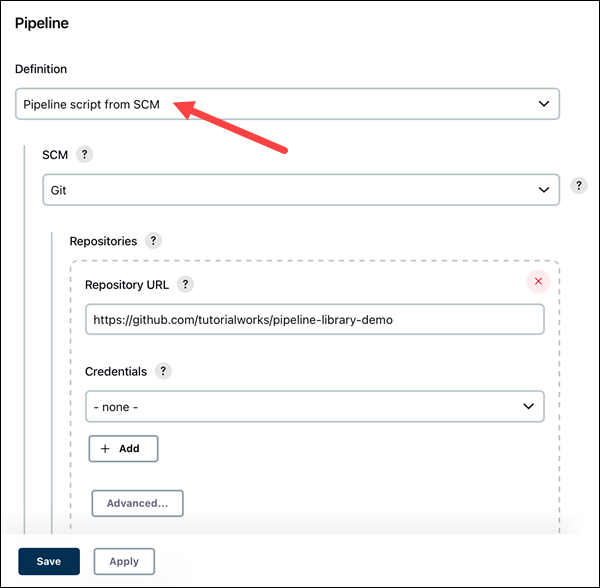 Pipeline
Definition
Pipeline script from SCM
SCM ?
Git
?
Repositories ?
Repository URL ?
https://github.com/tutorialworks/pipeline-library-demo
Credentials ?
- none -
+ Add
Advanced...
Save Apply